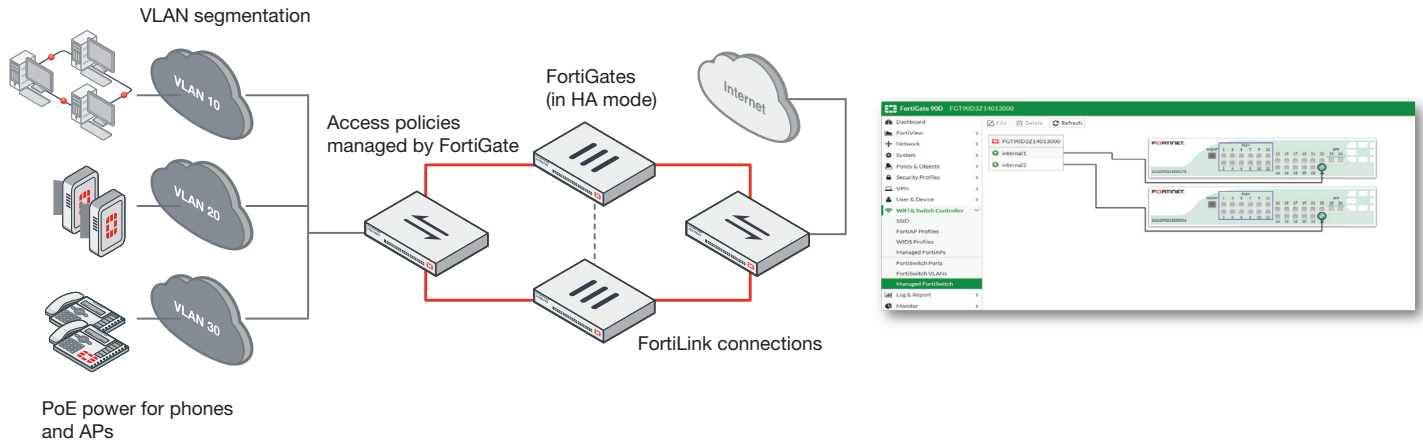 VLAN segmentation
VLAN 10
VLAN 20
VLAN 30
PoE power for phones
and APs
Access policies
managed by FortiGate
FortiGates
(in HA mode)
Internet
FortiLink connections
FortiGate 90D FGT90D3Z14013000
Dashboard
FortiView
Network
System
Policy & Objects
Security Profiles
VPN
User & Device
WiFi & Switch Controller
SSID
FortiAP Profiles
WIDS Profiles
Managed FortiAPs
FortiSwitch Ports
FortiSwitch VLANs
Managed FortiSwitch
Log & Report
Monitor
Edit Delete Refresh
FGT90D3Z14013000
internal1
internal2
FORTINET
FORTINET